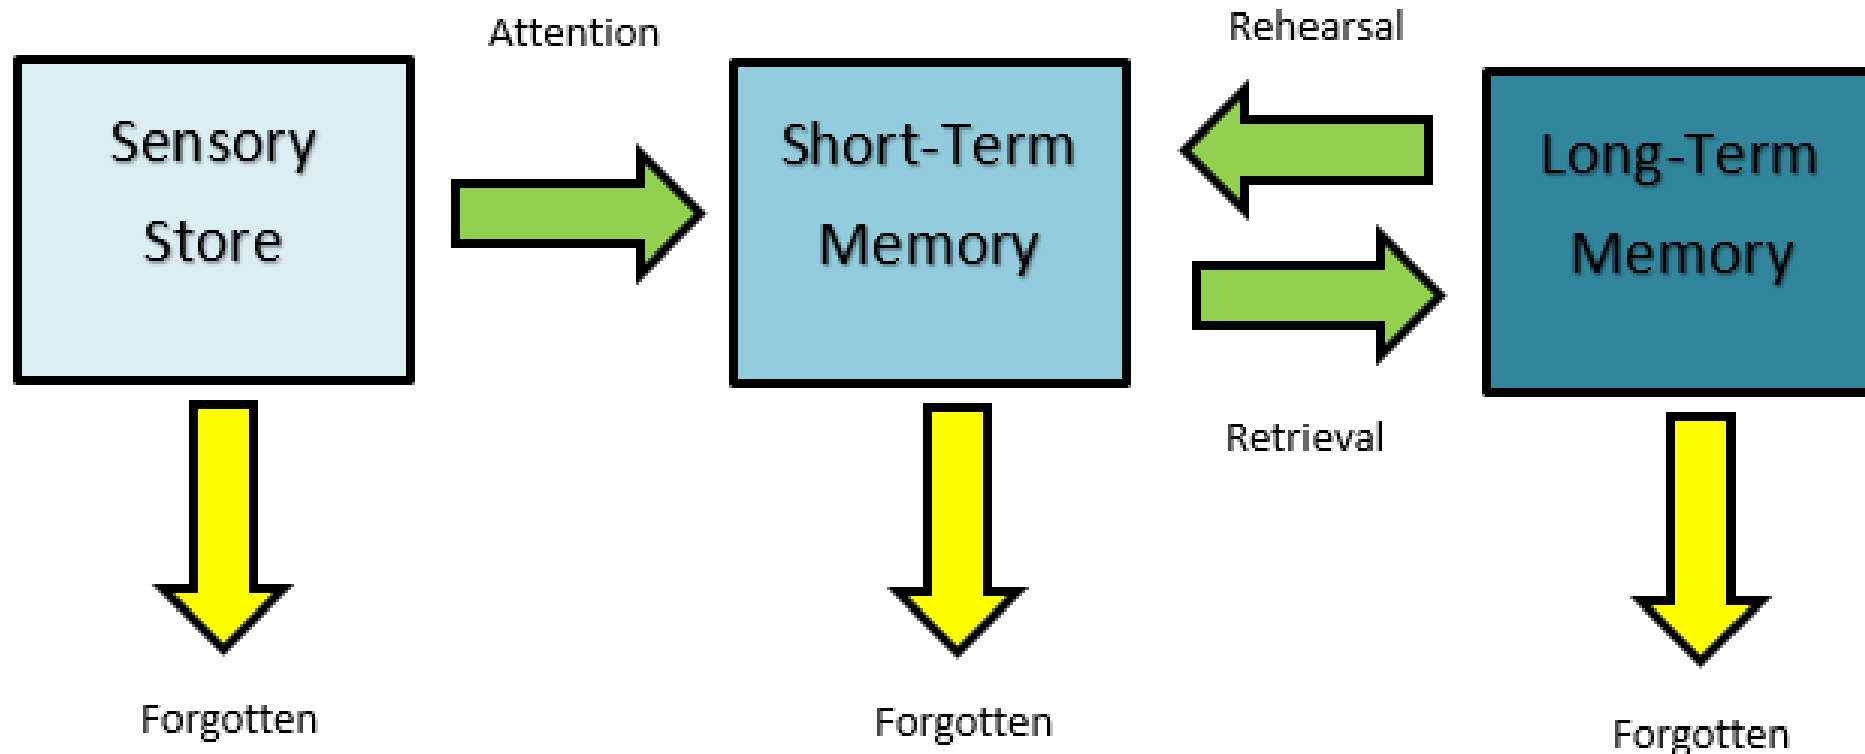 Attention
Rehearsal
Sensory
Store
Short-Term
Memory
Long-Term
Memory
Retrieval
Forgotten
Forgotten
Forgotten